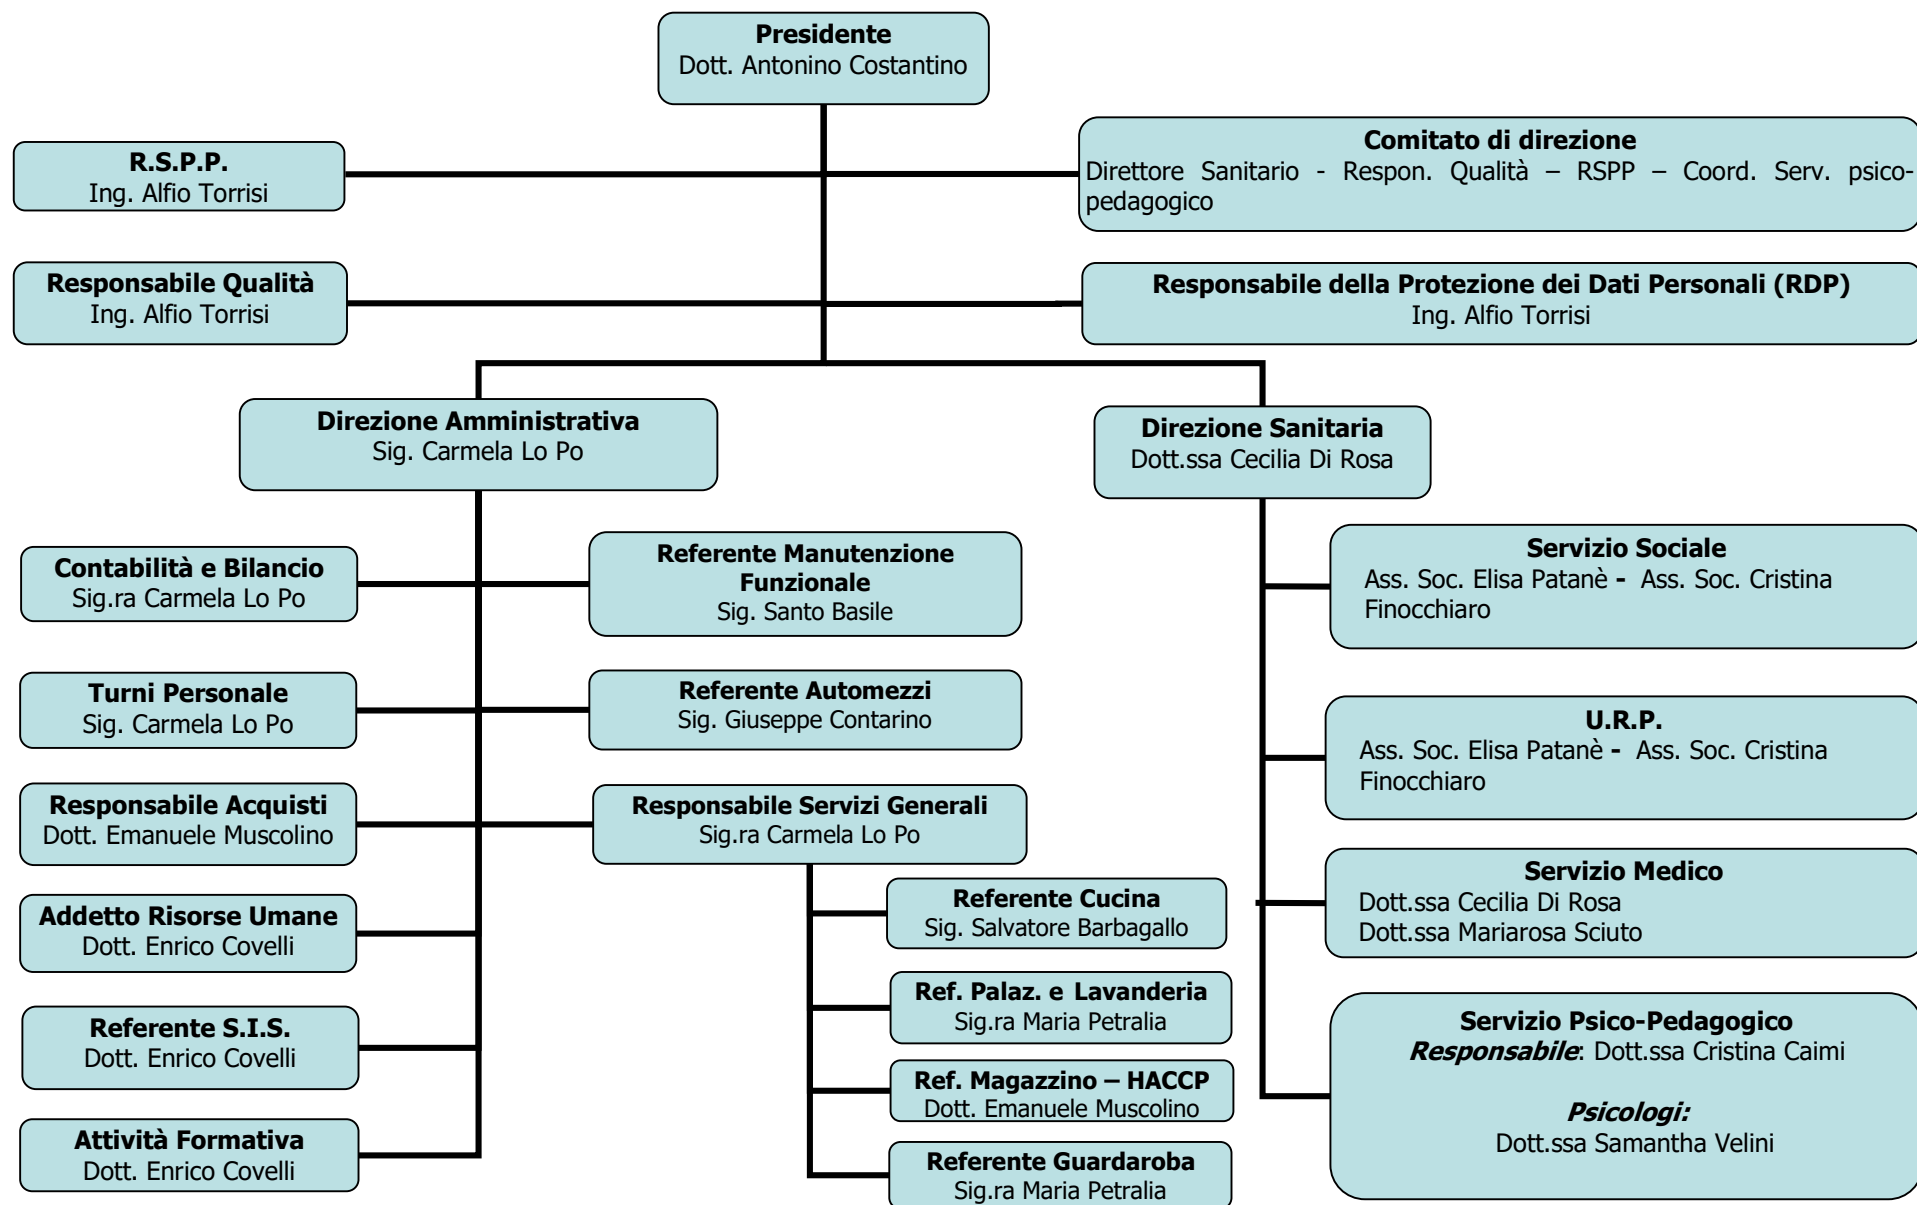 Presidente
Dott. Antonino Costantino
R.S.P.P.
Ing. Alfio Torrisi
Comitato di direzione
Direttore Sanitario - Respon. Qualità – RSPP – Coord. Serv. psico-
pedagogico
Responsabile Qualità
Ing. Alfio Torrisi
Responsabile della Protezione dei Dati Personali (RDP)
Ing. Alfio Torrisi
Direzione Amministrativa
Sig. Carmela Lo Po
Direzione Sanitaria
Dott.ssa Cecilia Di Rosa
Contabilità e Bilancio
Sig.ra Carmela Lo Po
Referente Manutenzione
Funzionale
Sig. Santo Basile
Turni Personale
Sig. Carmela Lo Po
Referente Automezzi
Sig. Giuseppe Contarino
Responsabile Acquisti
Dott. Emanuele Muscolino
Responsabile Servizi Generali
Sig.ra Carmela Lo Po
Addetto Risorse Umane
Dott. Enrico Covelli
Referente S.I.S.
Dott. Enrico Covelli
Attività Formativa
Dott. Enrico Covelli
Referente Cucina
Sig. Salvatore Barbagallo
Ref. Palaz. e Lavanderia
Sig.ra Maria Petralia
Ref. Magazzino – HACCP
Dott. Emanuele Muscolino
Referente Guardaroba
Sig.ra Maria Petralia
Servizio Sociale
Ass. Soc. Elisa Patanè - Ass. Soc. Cristina
Finocchiaro
U.R.P.
Ass. Soc. Elisa Patanè - Ass. Soc. Cristina
Finocchiaro
Servizio Medico
Dott.ssa Cecilia Di Rosa
Dott.ssa Mariarosa Sciuto
Servizio Psico-Pedagogico
Responsabile: Dott.ssa Cristina Caimi
Psicologi:
Dott.ssa Samantha Velini